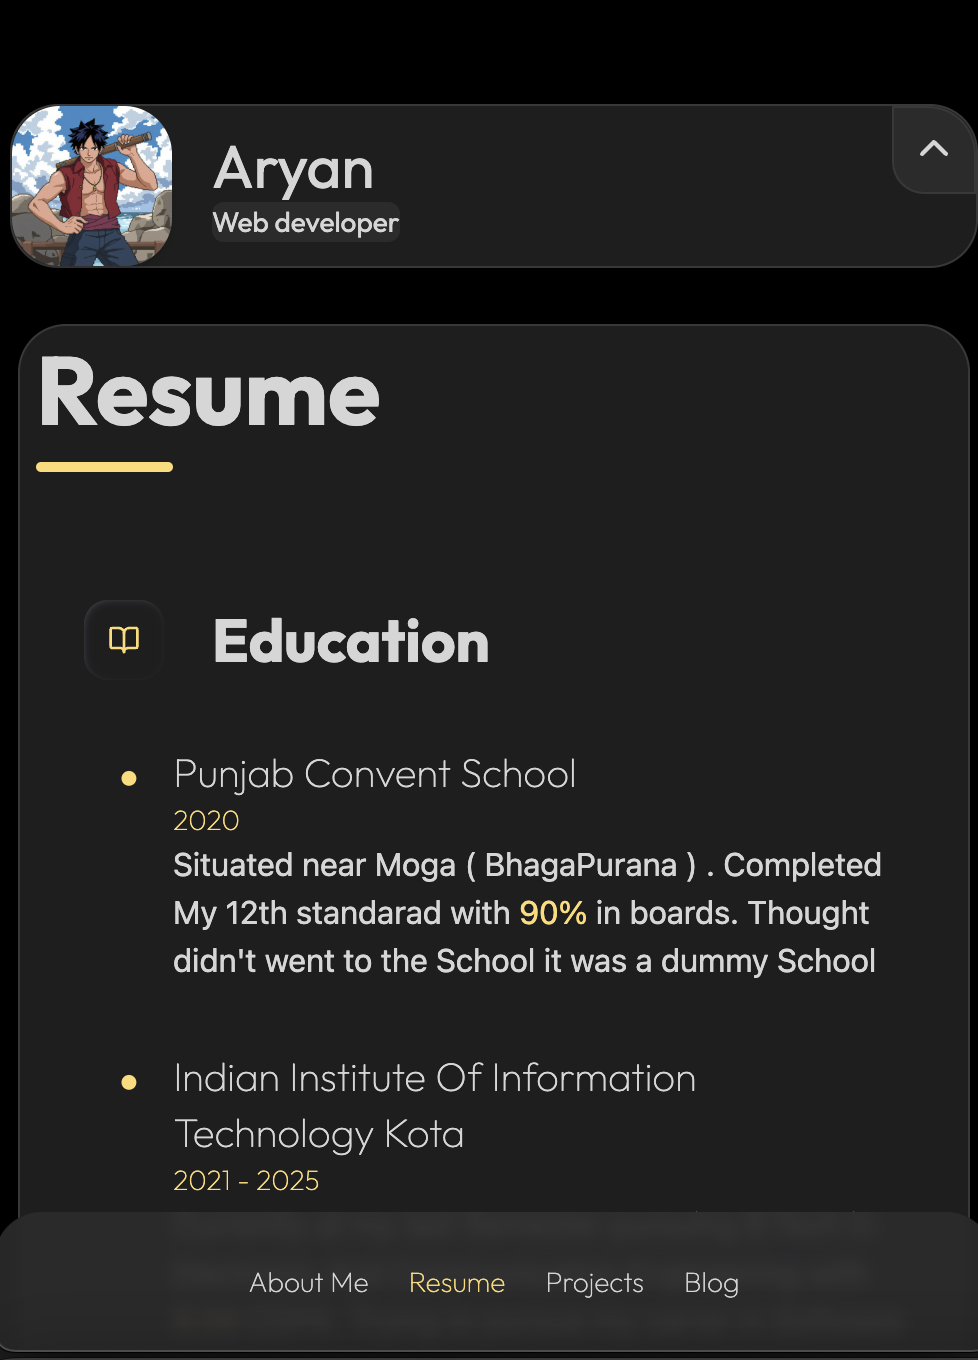 Aryan
Web developer
Resume
Education
Punjab Convent School
2020
Situated near Moga ( BhagaPurana ) . Completed
My 12th standarad with 90% in boards. Thought
didn't went to the School it was a dummy School
Indian Institute Of Information
Technology Kota
2021 - 2025
About Me Resume Projects Blog